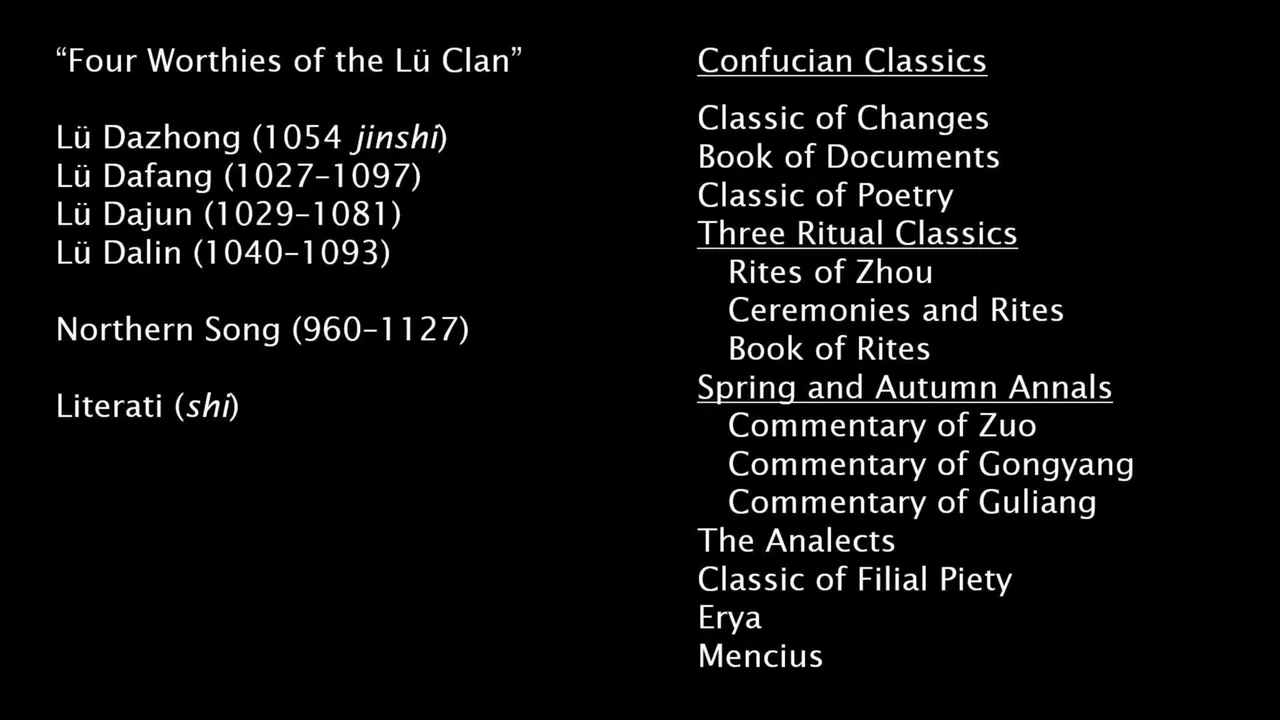 “Four Worthies of the Lü Clan”
Lü Dazhong (1054 jinshi)
Lü Dafang (1027–1097)
Lü Dajun (1029–1081)
Lü Dalin (1040–1093)
Northern Song (960–1127)
Literati (shi)
Confucian Classics
Classic of Changes
Book of Documents
Classic of Poetry
Three Ritual Classics
Rites of Zhou
Ceremonies and Rites
Book of Rites
Spring and Autumn Annals
Commentary of Zuo
Commentary of Gongyang
Commentary of Guliang
The Analects
Classic of Filial Piety
Erya
Mencius